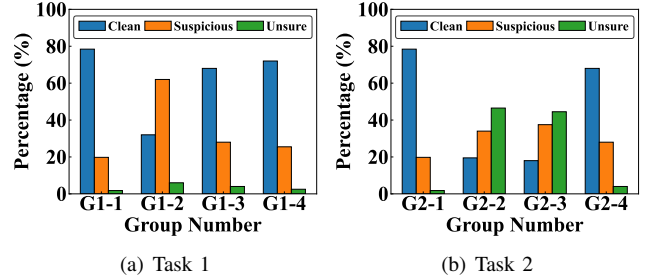 100
80
60
40
20
0
Percentage (%)
Clean Suspicious Unsure
G1-1 G1-2 G1-3 G1-4
Group Number
(a) Task 1
100
80
60
40
20
0
Percentage (%)
Clean Suspicious Unsure
G2-1 G2-2 G2-3 G2-4
Group Number
(b) Task 2